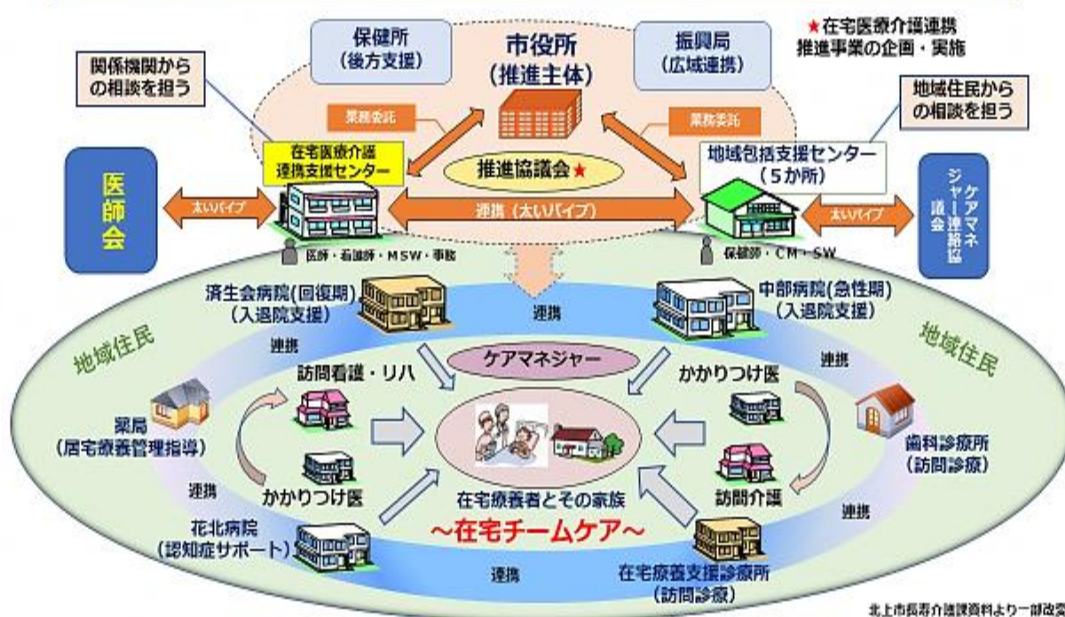 保健所
(後方支援)
市役所
(推進主体)
振興局
(広域連携)
★在宅医療介護連携
推進事業の企画・実施
関係機関から
の相談を担う
地域住民から
の相談を担う
業務委託
業務委託
在宅医療介護
連携支援センター
推進協議会★
地域包括支援センター
(5か所)
医師会
太いパイプ
連携(太いパイプ)
太いパイプ
ケアマネ
ジャー連絡協
議会
医師・看護師・MSW・事務
保健師・CM・SW
済生会病院(回復期)
(入退院支援)
連携
中部病院(急性期)
(入退院支援)
地域住民
地域住民
連携
連携
ケアマネジャー
訪問看護・リハ
かかりつけ医
薬局
(居宅療養管理指導)
歯科診療所
(訪問診療)
連携
かかりつけ医
在宅療養者とその家族
訪問介護
連携
花北病院
(認知症サポート)
~在宅チームケア~
連携
在宅療養支援診療所
(訪問診療)
北上市長寿介護課資料より一部改変